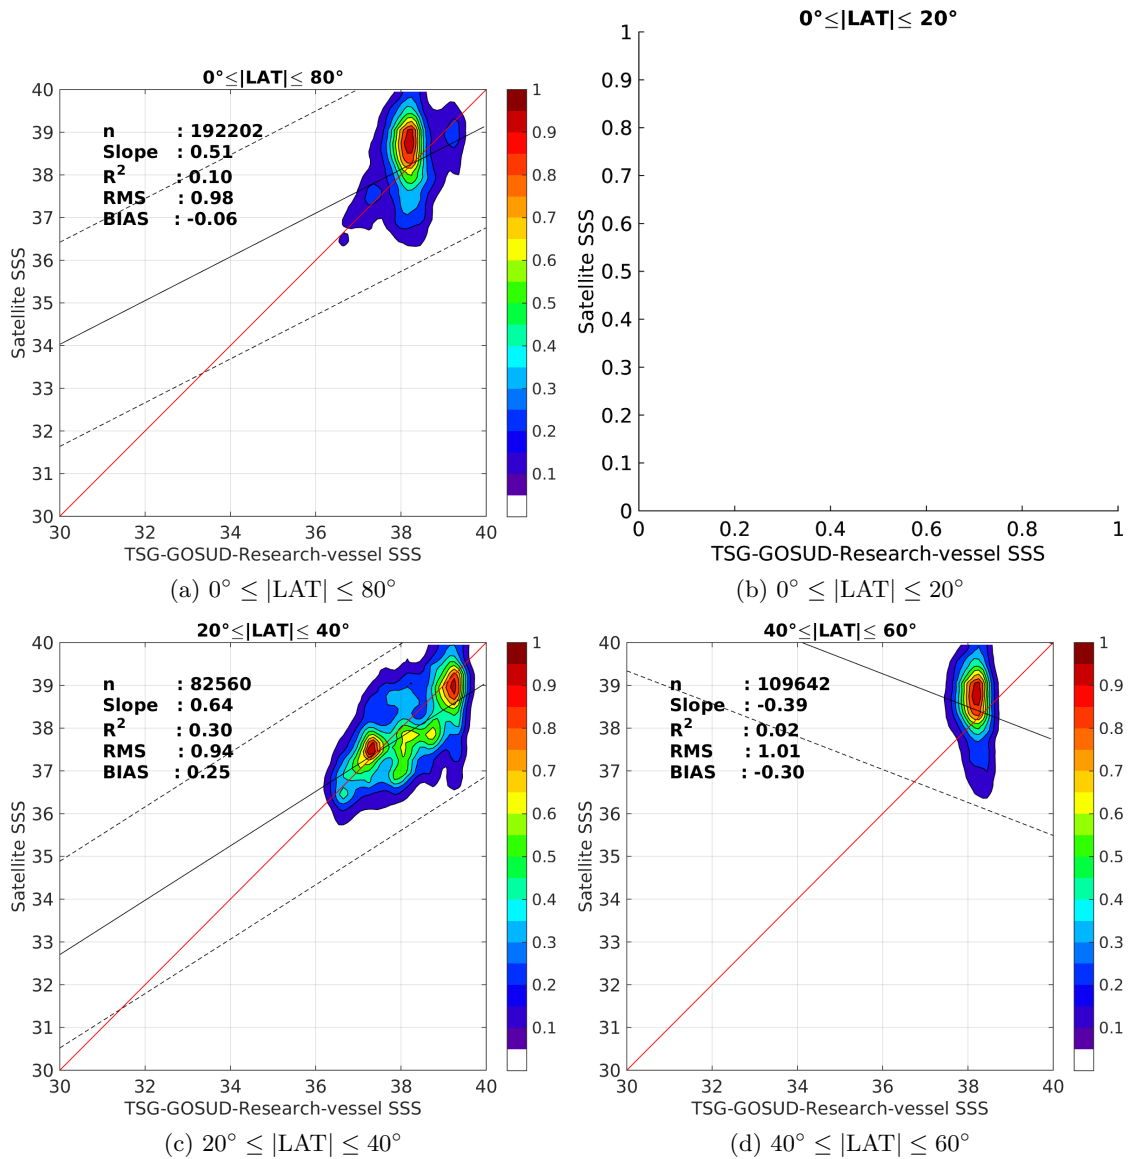 0°≤|LAT|≤ 80°
40
39
38
37
36
35
34
33
32
31
30
30 32 34 36 38 40
Satellite SSS
TSG-GOSUD-Research-vessel SSS
n : 192202
Slope : 0.51
R2 : 0.10
RMS : 0.98
BIAS : -0.06
1
0.9
0.8
0.7
0.6
0.5
0.4
0.3
0.2
0.1
(a) 0° ≤ |LAT| ≤ 80°
0°≤|LAT|≤ 20°
1
0.9
0.8
0.7
0.6
0.5
0.4
0.3
0.2
0.1
0
0 0.2 0.4 0.6 0.8 1
Satellite SSS
TSG-GOSUD-Research-vessel SSS
(b) 0° ≤ |LAT| ≤ 20°
20°≤|LAT|≤ 40°
40
39
38
37
36
35
34
33
32
31
30
30 32 34 36 38 40
Satellite SSS
TSG-GOSUD-Research-vessel SSS
n : 82560
Slope : 0.64
R2 : 0.30
RMS : 0.94
BIAS : 0.25
1
0.9
0.8
0.7
0.6
0.5
0.4
0.3
0.2
0.1
(c) 20° ≤ |LAT| ≤ 40°
40°≤|LAT|≤ 60°
40
39
38
37
36
35
34
33
32
31
30
30 32 34 36 38 40
Satellite SSS
TSG-GOSUD-Research-vessel SSS
n : 109642
Slope : -0.39
R2 : 0.02
RMS : 1.01
BIAS : -0.30
1
0.9
0.8
0.7
0.6
0.5
0.4
0.3
0.2
0.1
(d) 40° ≤ |LAT| ≤ 60°